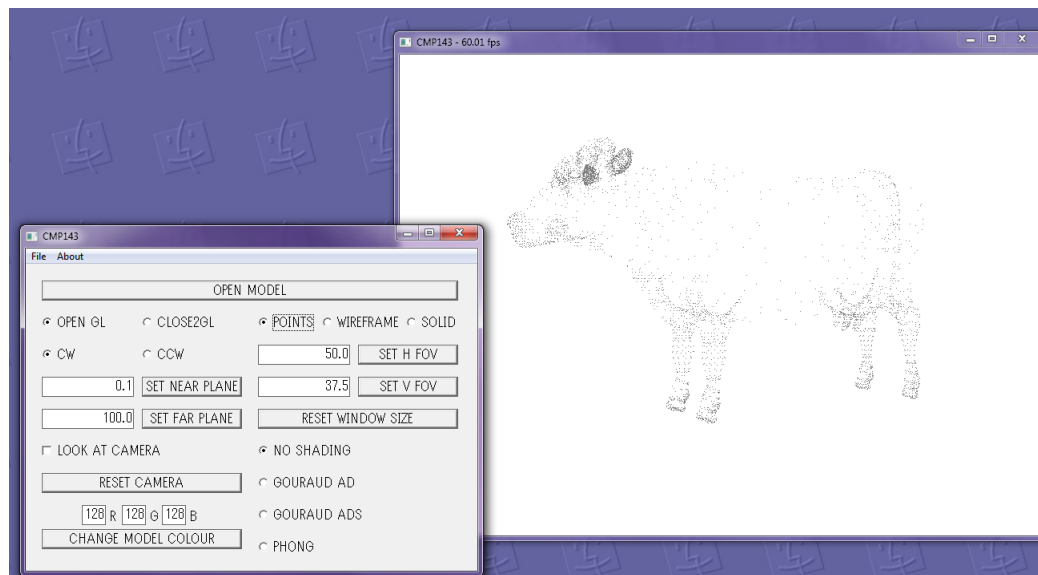 CMP143 - 60.01 fps
CMP143
File About
OPEN MODEL
OPEN GL CLOSE2GL POINTS WIREFRAME SOLID
CW CCW 50.0 SET H FOV
0.1 SET NEAR PLANE 37.5 SET V FOV
100.0 SET FAR PLANE RESET WINDOW SIZE
LOOK AT CAMERA NO SHADING
RESET CAMERA GOURAUD AD
128 R 128 G 128 B GOURAUD ADS
CHANGE MODEL COLOUR PHONG